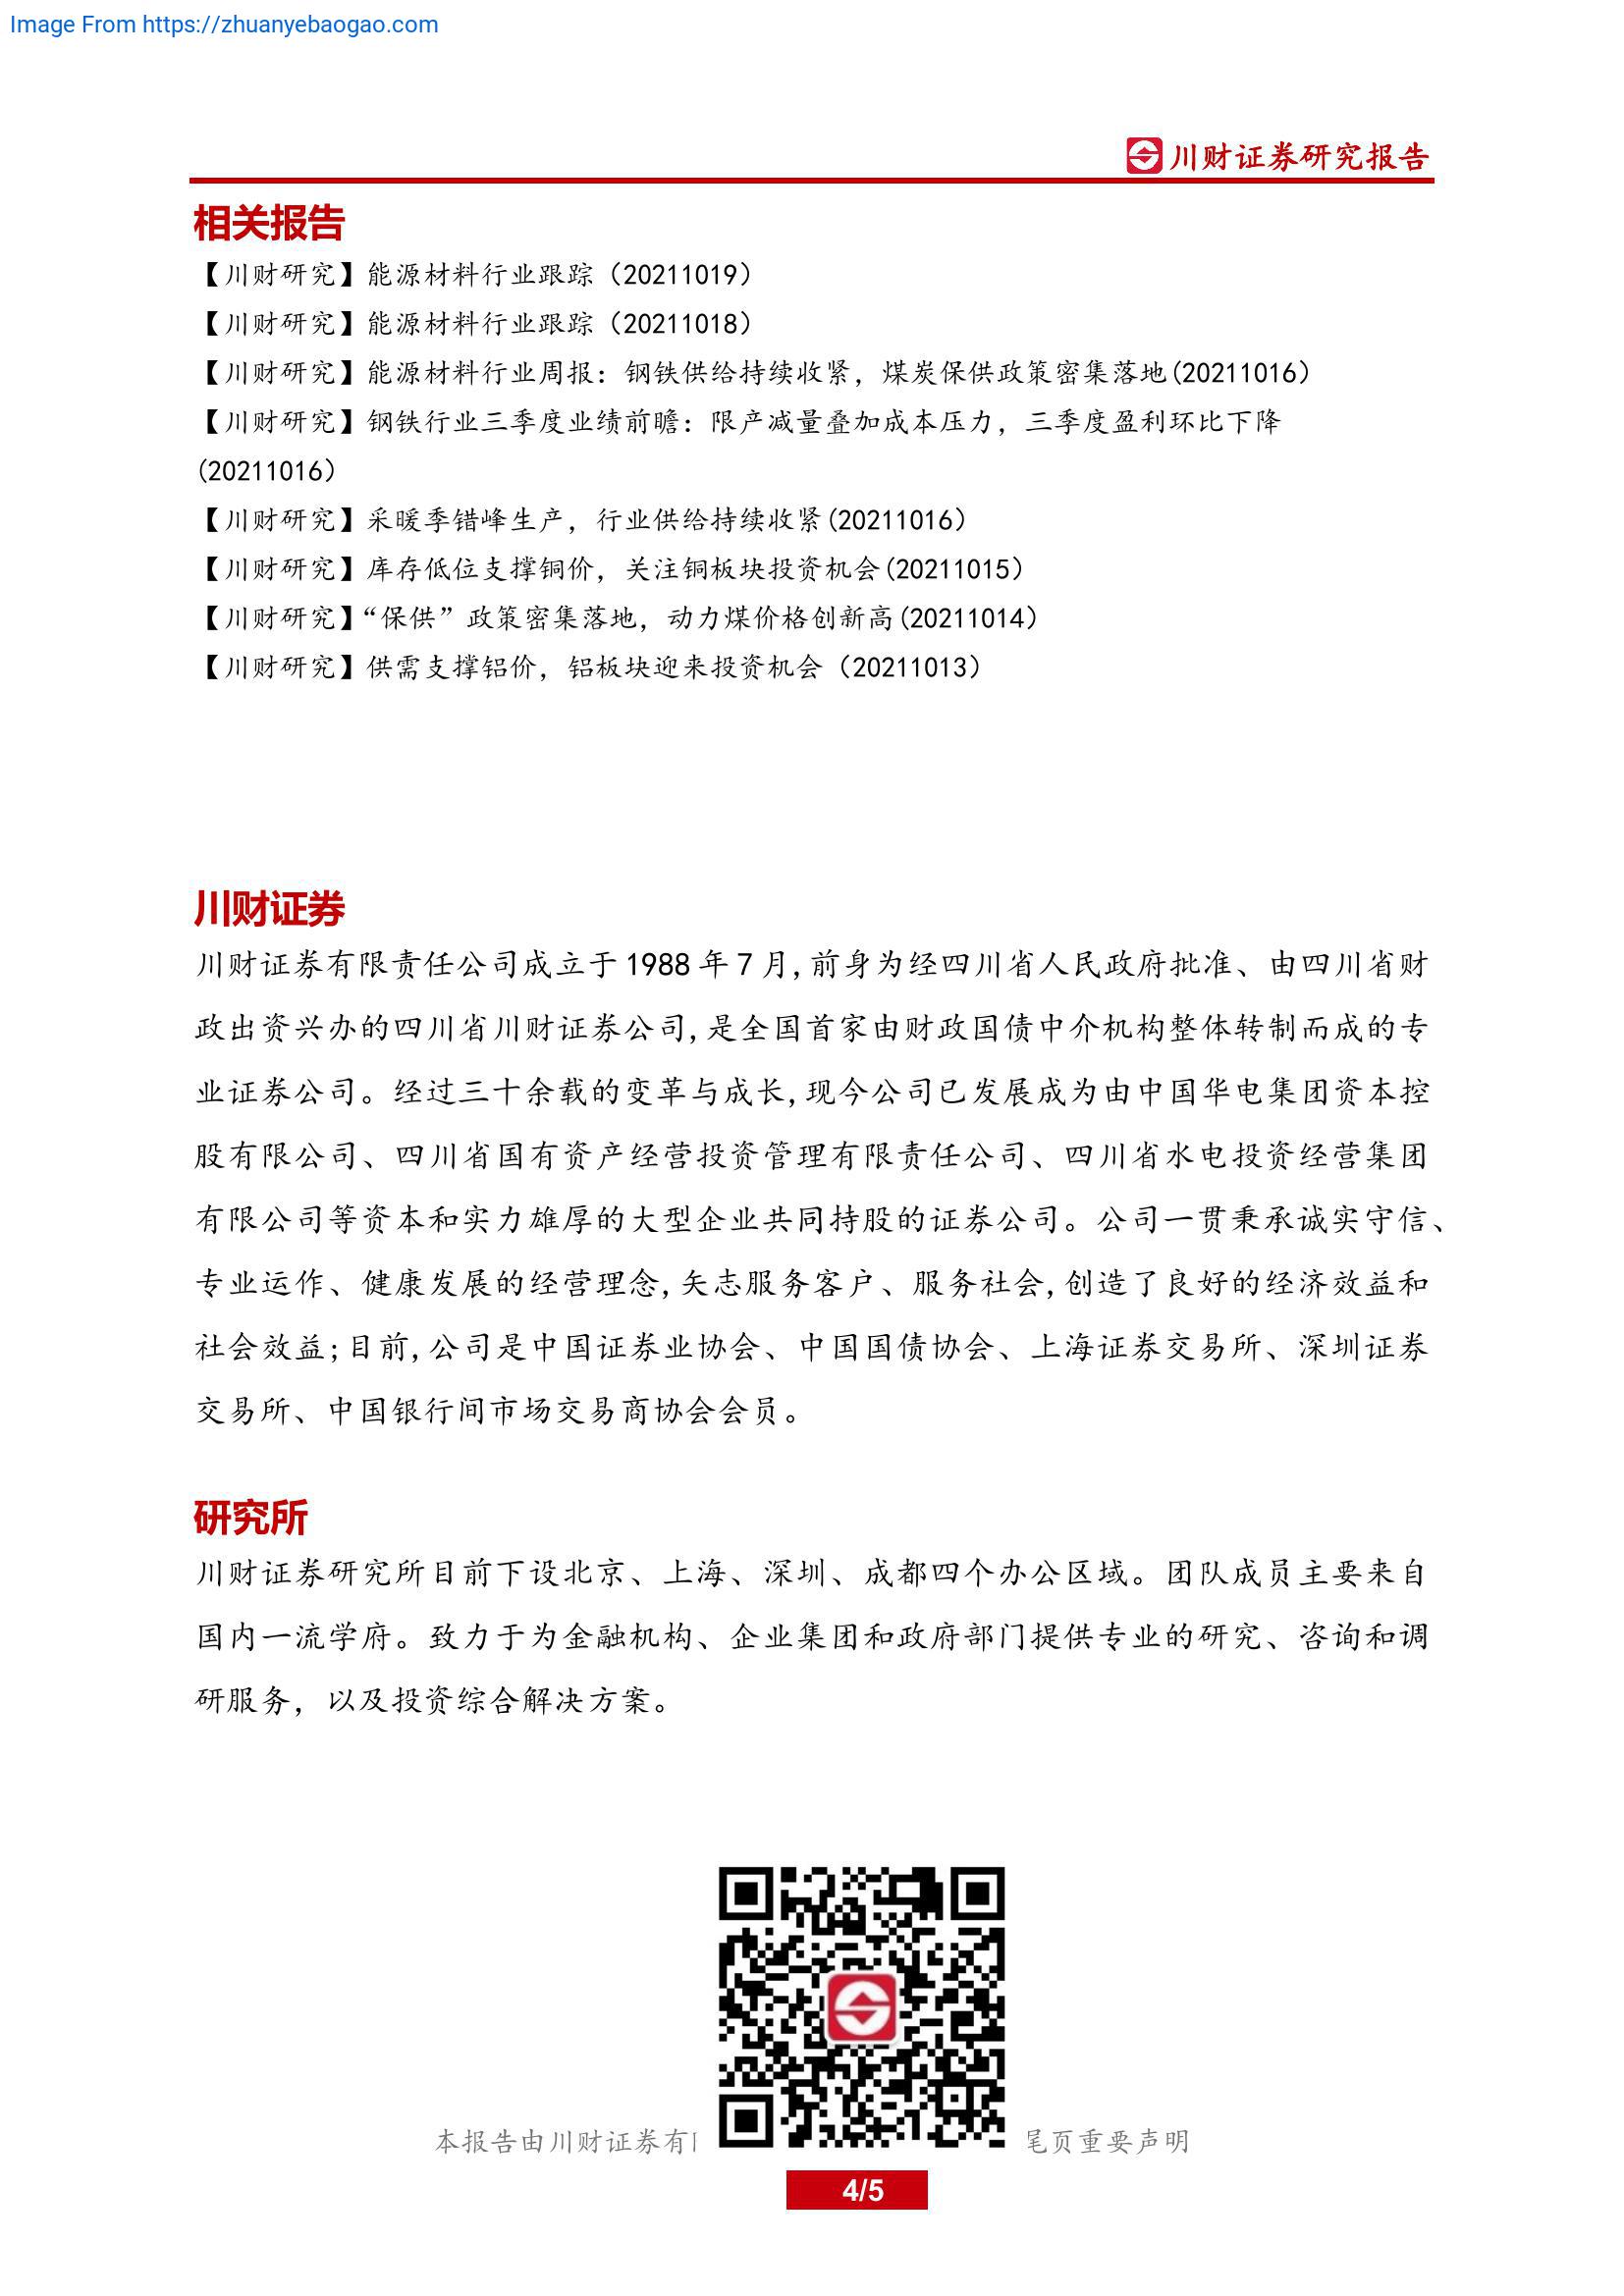 Image From https://zhuanyebaogao.com
川财证券研究报告
相关报告
【川财研究】能源材料行业跟踪（20211019）
【川财研究】能源材料行业跟踪（20211018）
【川财研究】能源材料行业周报：钢铁供给持续收紧，煤炭保供政策密集落地(20211016）
【川财研究】钢铁行业三季度业绩前瞻：限产减量叠加成本压力，三季度盈利环比下降
(20211016）
【川财研究】采暖季错峰生产，行业供给持续收紧(20211016）
【川财研究】库存低位支撑铜价，关注铜板块投资机会(20211015）
【川财研究】“保供”政策密集落地，动力煤价格创新高(20211014）
【川财研究】供需支撑铝价，铝板块迎来投资机会（20211013）
川财证券
川财证券有限责任公司成立于 1988 年 7 月,前身为经四川省人民政府批准、由四川省财
政出资兴办的四川省川财证券公司,是全国首家由财政国债中介机构整体转制而成的专
业证券公司。经过三十余载的变革与成长,现今公司已发展成为由中国华电集团资本控
股有限公司、四川省国有资产经营投资管理有限责任公司、四川省水电投资经营集团
有限公司等资本和实力雄厚的大型企业共同持股的证券公司。公司一贯秉承诚实守信、
专业运作、健康发展的经营理念,矢志服务客户、服务社会,创造了良好的经济效益和
社会效益;目前,公司是中国证券业协会、中国国债协会、上海证券交易所、深圳证券
交易所、中国银行间市场交易商协会会员。
研究所
川财证券研究所目前下设北京、上海、深圳、成都四个办公区域。团队成员主要来自
国内一流学府。致力于为金融机构、企业集团和政府部门提供专业的研究、咨询和调
研服务，以及投资综合解决方案。
本报告由川财证券有 尾页重要声明
4/5